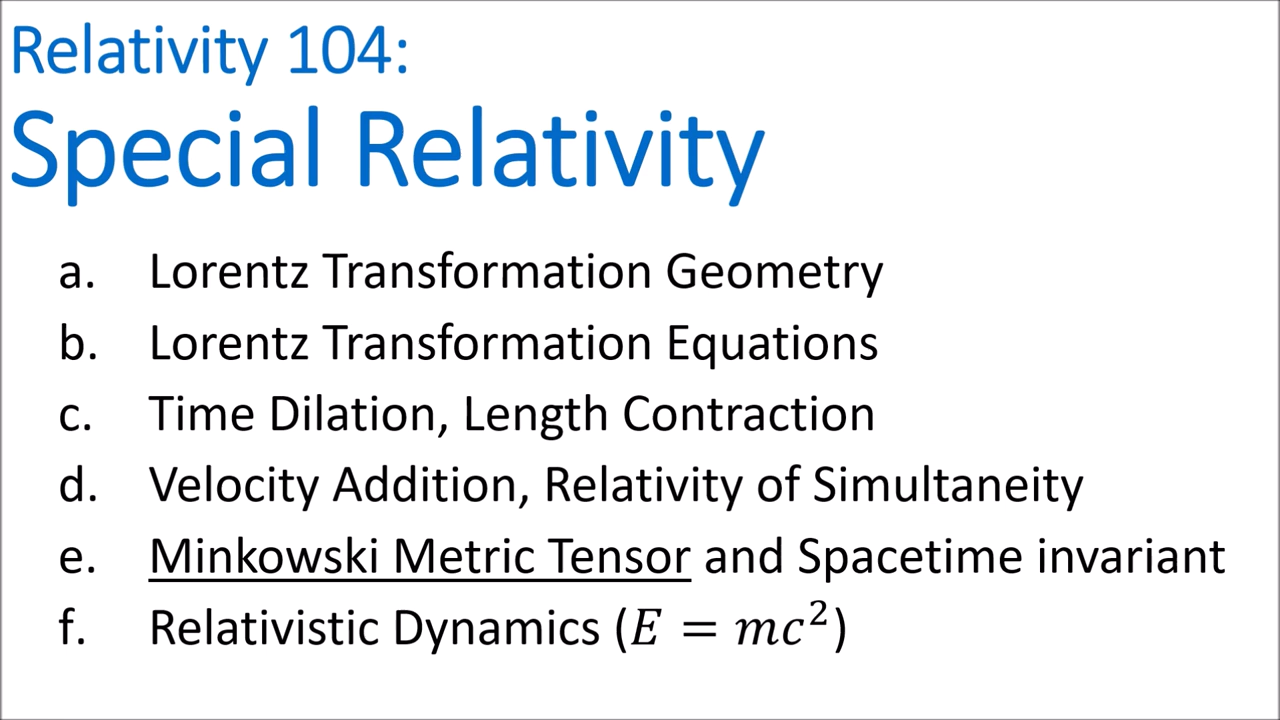 Relativity 104:
Special Relativity
a. Lorentz Transformation Geometry
b. Lorentz Transformation Equations
c. Time Dilation, Length Contraction
d. Velocity Addition, Relativity of Simultaneity
e. Minkowski Metric Tensor and Spacetime invariant
f. Relativistic Dynamics (𝐸 = 𝑚𝑐²)